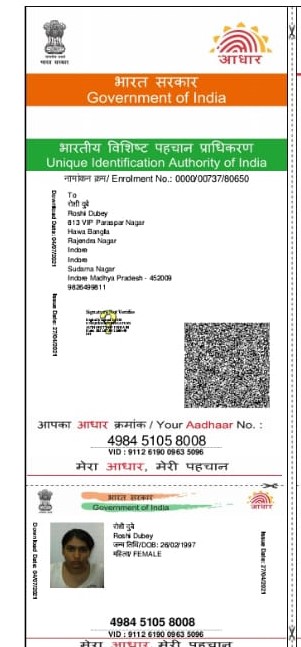 भारत सरकार
आधार
भारत सरकार
Government of India
भारतीय विशिष्ट पहचान प्राधिकरण
Unique Identification Authority of India
नामांकन क्रम/ Enrolment No.: 0000/00737/80650
To
रोशी दुबे
Roshi Dubey
813 VIP Paraspar Nagar
Hawa Bangla
Rajendra Nagar
Indore
Indore
Sudama Nagar
Indore Madhya Pradesh - 452009
9826499811
Download Date: 04/07/2021
Issue Date: 27/04/2021
आपका आधार क्रमांक / Your Aadhaar No. :
4984 5105 8008
VID : 9112 6190 0963 5096
मेरा आधार, मेरी पहचान
भारत सरकार
Government of India
आधार
Download Date: 04/07/2021
रोशी दुबे
Roshi Dubey
जन्म तिथि/DOB: 26/02/1997
महिला/ FEMALE
Issue Date: 27/04/2021
4984 5105 8008
VID : 9112 6190 0963 5096
मेरा आधार, मेरी पहचान